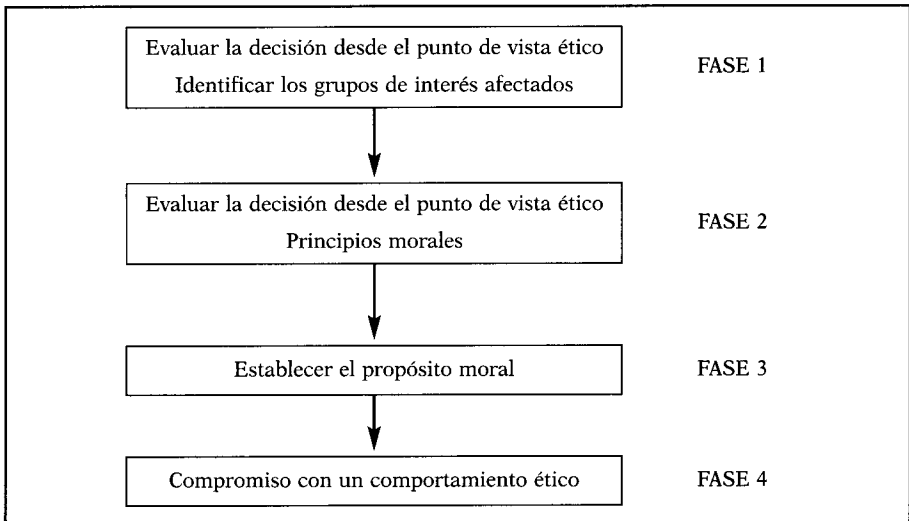 Evaluar la decisión desde el punto de vista ético
Identificar los grupos de interés afectados
FASE 1
Evaluar la decisión desde el punto de vista ético
Principios morales
FASE 2
Establecer el propósito moral
FASE 3
Compromiso con un comportamiento ético
FASE 4